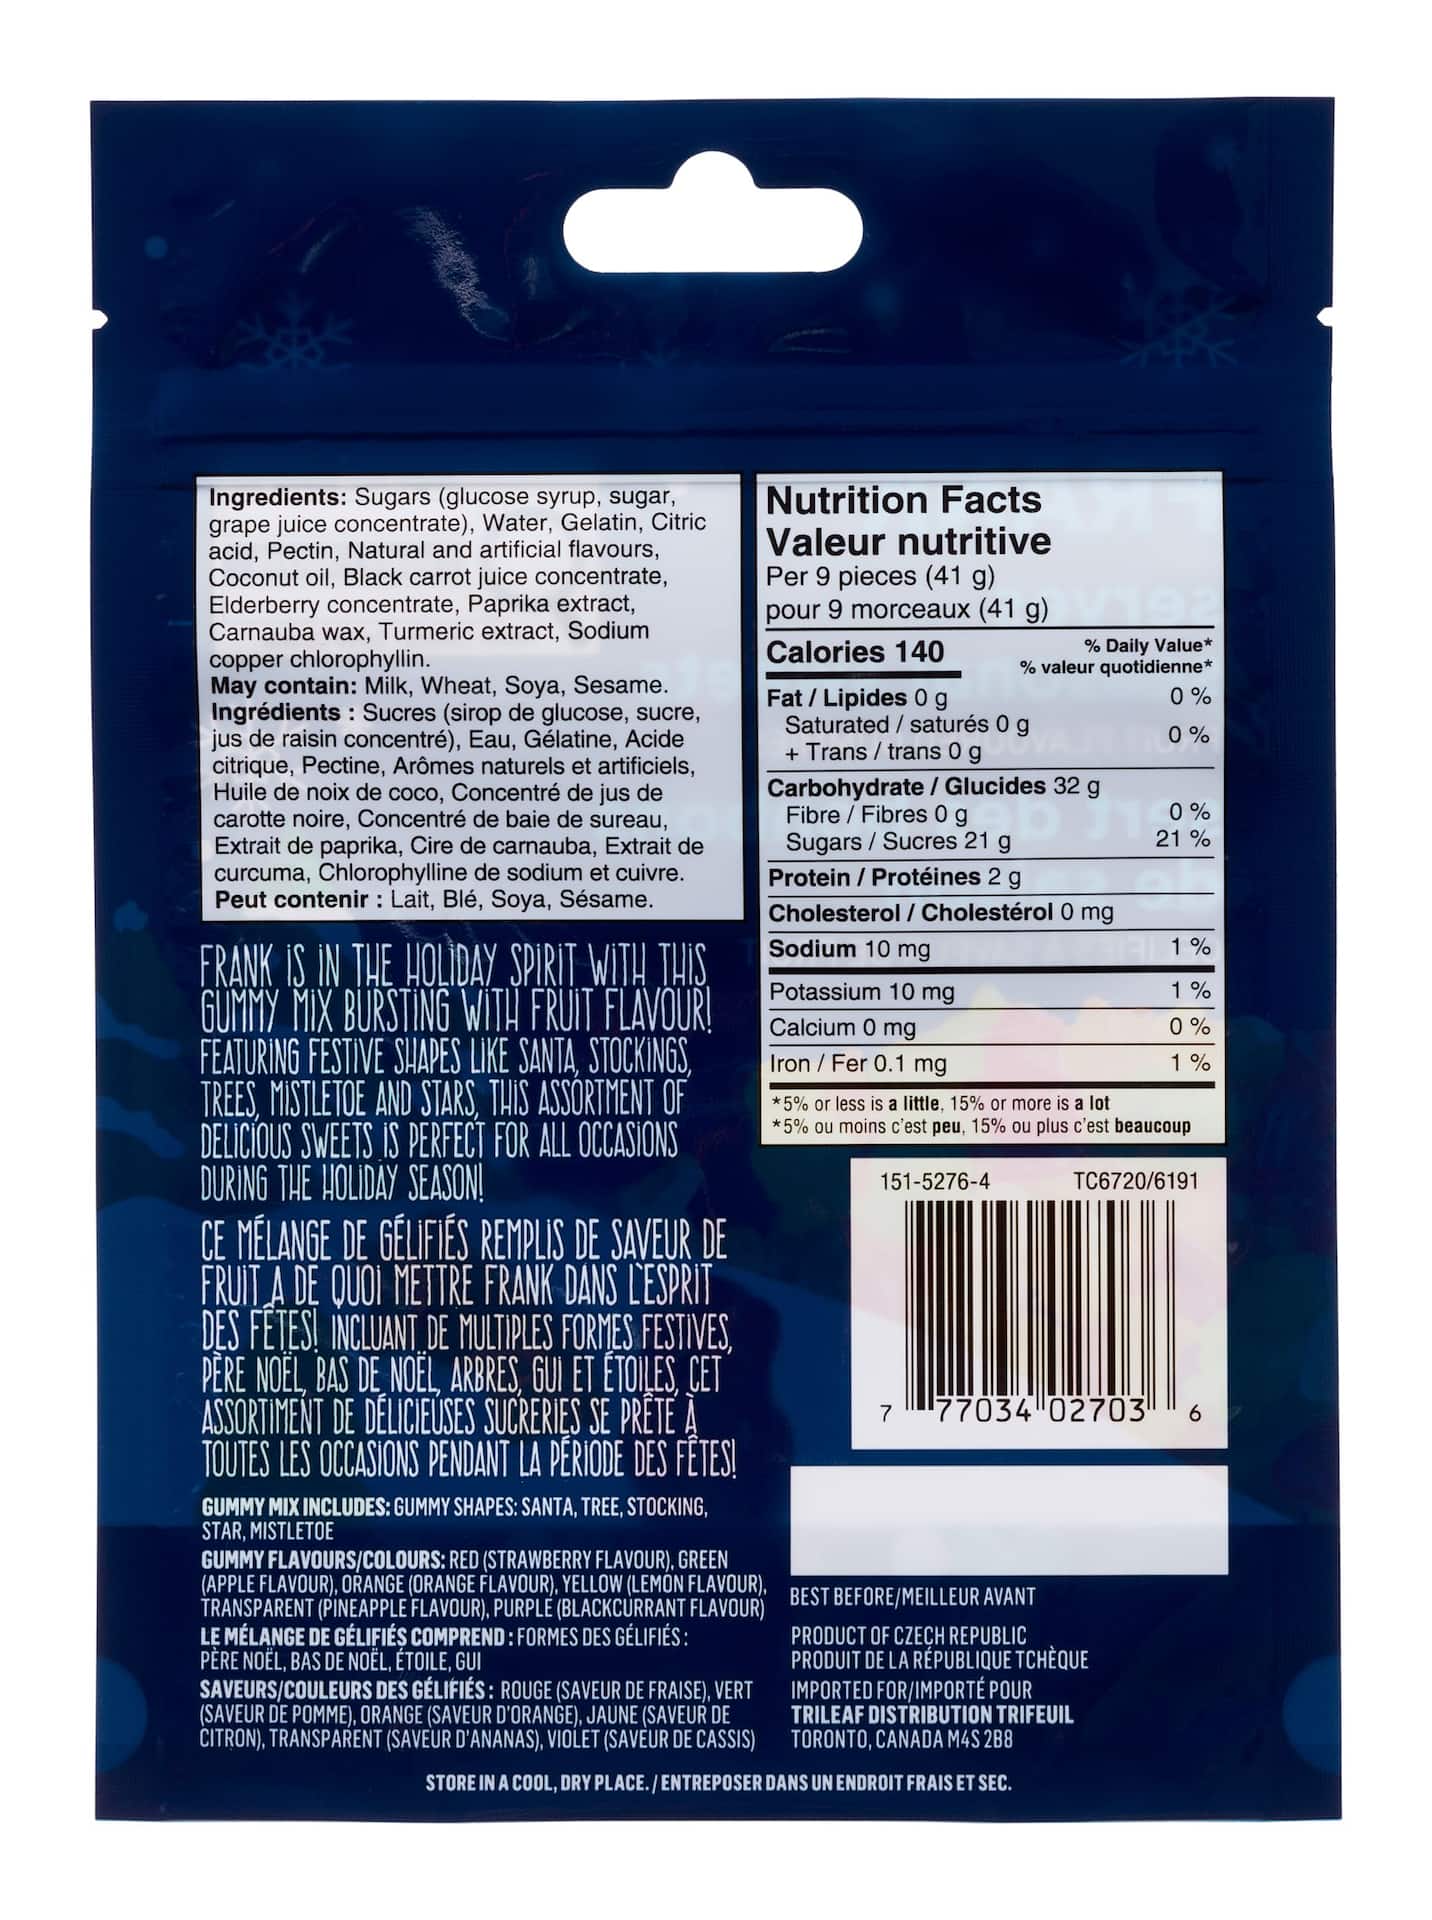 Ingredients: Sugars (glucose syrup, sugar,
grape juice concentrate), Water, Gelatin, Citric
acid, Pectin, Natural and artificial flavours,
Coconut oil, Black carrot juice concentrate,
Elderberry concentrate, Paprika extract,
Carnauba wax, Turmeric extract, Sodium
copper chlorophyllin.
May contain: Milk, Wheat, Soya, Sesame.
Ingrédients : Sucres (sirop de glucose, sucre,
jus de raisin concentré), Eau, Gélatine, Acide
citrique, Pectine, Arômes naturels et artificiels,
Huile de noix de coco, Concentré de jus de
carotte noire, Concentré de baie de sureau,
Extrait de paprika, Cire de carnauba, Extrait de
curcuma, Chlorophylline de sodium et cuivre.
Peut contenir : Lait, Blé, Soya, Sésame.
FRANK IS IN THE HOLIDAY SPIRIT WITH THIS
GUMMY MIX BURSTING WITH FRUIT FLAVOUR!
FEATURING FESTIVE SHAPES LIKE SANTA, STOCKINGS,
TREES, MISTLETOE AND STARS, THIS ASSORTMENT OF
DELICIOUS SWEETS IS PERFECT FOR ALL OCCASIONS
DURING THE HOLIDAY SEASON!
CE MÉLANGE DE GÉLIFIÉS REMPLIS DE SAVEUR DE
FRUIT A DE QUOI METTRE FRANK DANS L'ESPRIT
DES FÊTES! INCLUANT DE MULTIPLES FORMES FESTIVES,
PÈRE NOËL, BAS DE NOËL, ARBRES, GUI ET ÉTOILES, CET
ASSORTIMENT DE DÉLICIEUSES SUCRERIES SE PRÊTE À
TOUTES LES OCCASIONS PENDANT LA PÉRIODE DES FÊTES!
GUMMY MIX INCLUDES: GUMMY SHAPES: SANTA, TREE, STOCKING,
STAR, MISTLETOE
GUMMY FLAVOURS/COLOURS: RED (STRAWBERRY FLAVOUR), GREEN
(APPLE FLAVOUR), ORANGE (ORANGE FLAVOUR), YELLOW (LEMON FLAVOUR),
TRANSPARENT (PINEAPPLE FLAVOUR), PURPLE (BLACKCURRANT FLAVOUR)
LE MÉLANGE DE GÉLIFIÉS COMPREND : FORMES DES GÉLIFIÉS :
PÈRE NOËL, BAS DE NOËL, ÉTOILE, GUI
SAVEURS/COULEURS DES GÉLIFIÉS : ROUGE (SAVEUR DE FRAISE), VERT
(SAVEUR DE POMME), ORANGE (SAVEUR D'ORANGE), JAUNE (SAVEUR DE
CITRON), TRANSPARENT (SAVEUR D'ANANAS), VIOLET (SAVEUR DE CASSIS)
Nutrition Facts
Valeur nutritive
Per 9 pieces (41 g)
pour 9 morceaux (41 g)
Calories 140 % Daily Value*
% valeur quotidienne*
Fat / Lipides 0 g 0 %
Saturated / saturés 0 g
+ Trans / trans 0 g 0 %
Carbohydrate / Glucides 32 g
Fibre / Fibres 0 g 0 %
Sugars / Sucres 21 g 21 %
Protein / Protéines 2 g
Cholesterol / Cholestérol 0 mg
Sodium 10 mg 1 %
Potassium 10 mg 1 %
Calcium 0 mg 0 %
Iron / Fer 0.1 mg 1 %
*5% or less is a little, 15% or more is a lot
*5% ou moins c'est peu, 15% ou plus c'est beaucoup
151-5276-4 TC6720/6191
7 77034 02703 6
BEST BEFORE/MEILLEUR AVANT
PRODUCT OF CZECH REPUBLIC
PRODUIT DE LA RÉPUBLIQUE TCHÈQUE
IMPORTED FOR/IMPORTÉ POUR
TRILEAF DISTRIBUTION TRIFEUIL
TORONTO, CANADA M4S 2B8
STORE IN A COOL, DRY PLACE. / ENTREPOSER DANS UN ENDROIT FRAIS ET SEC.